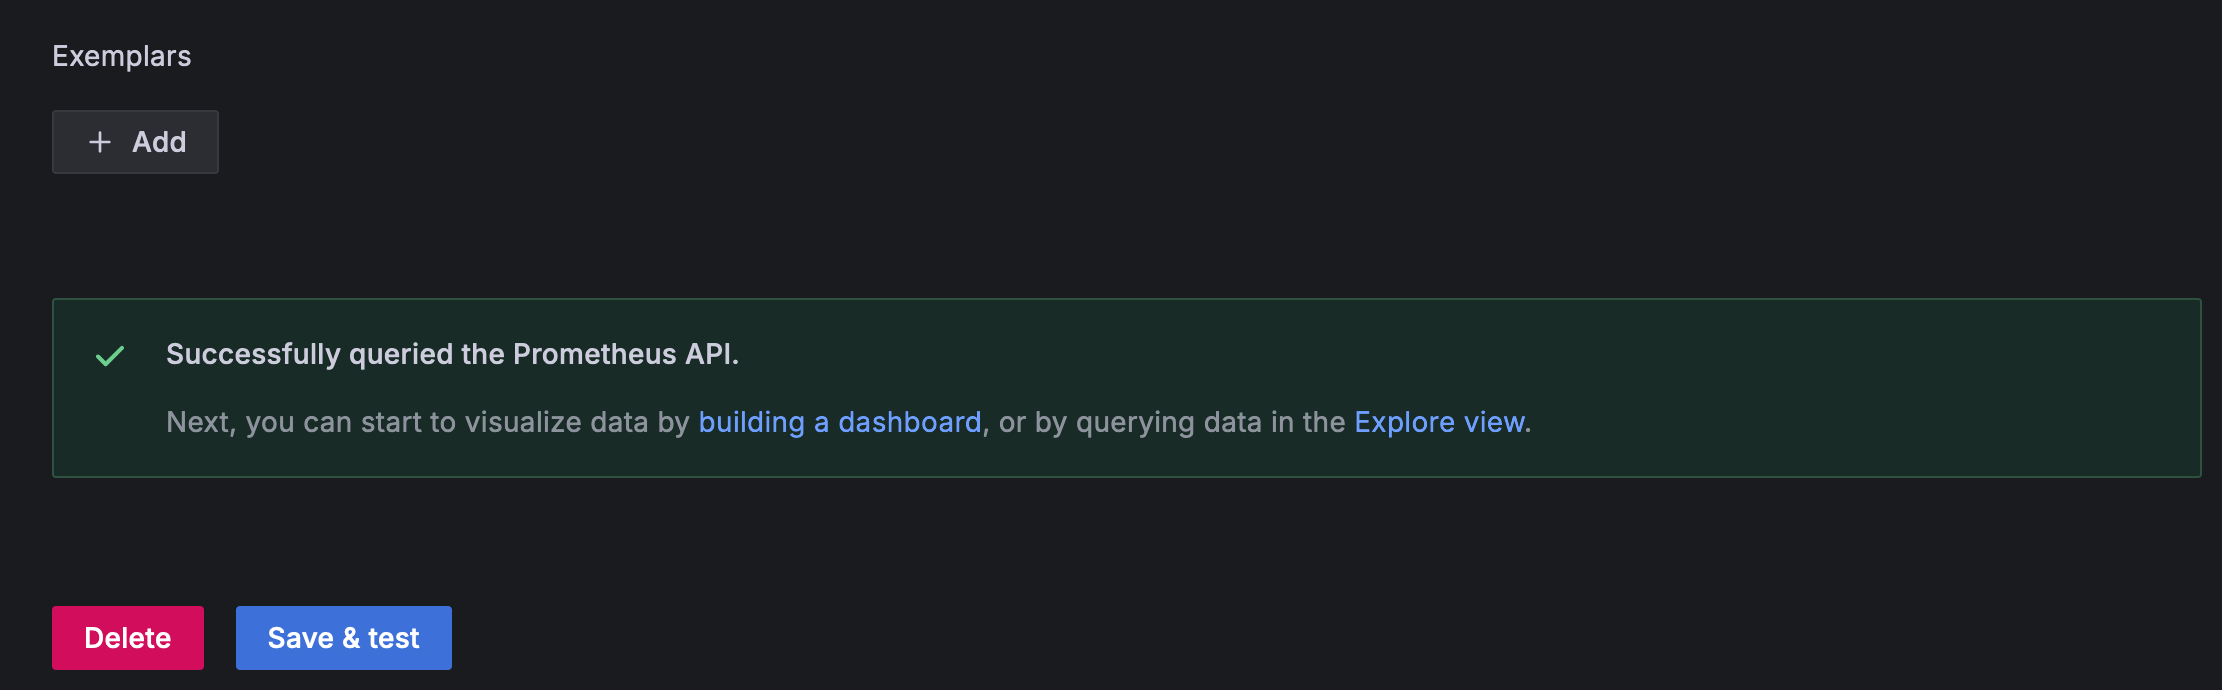 Exemplars
+ Add
Successfully queried the Prometheus API.
Next, you can start to visualize data by building a dashboard, or by querying data in the Explore view.
Delete
Save & test